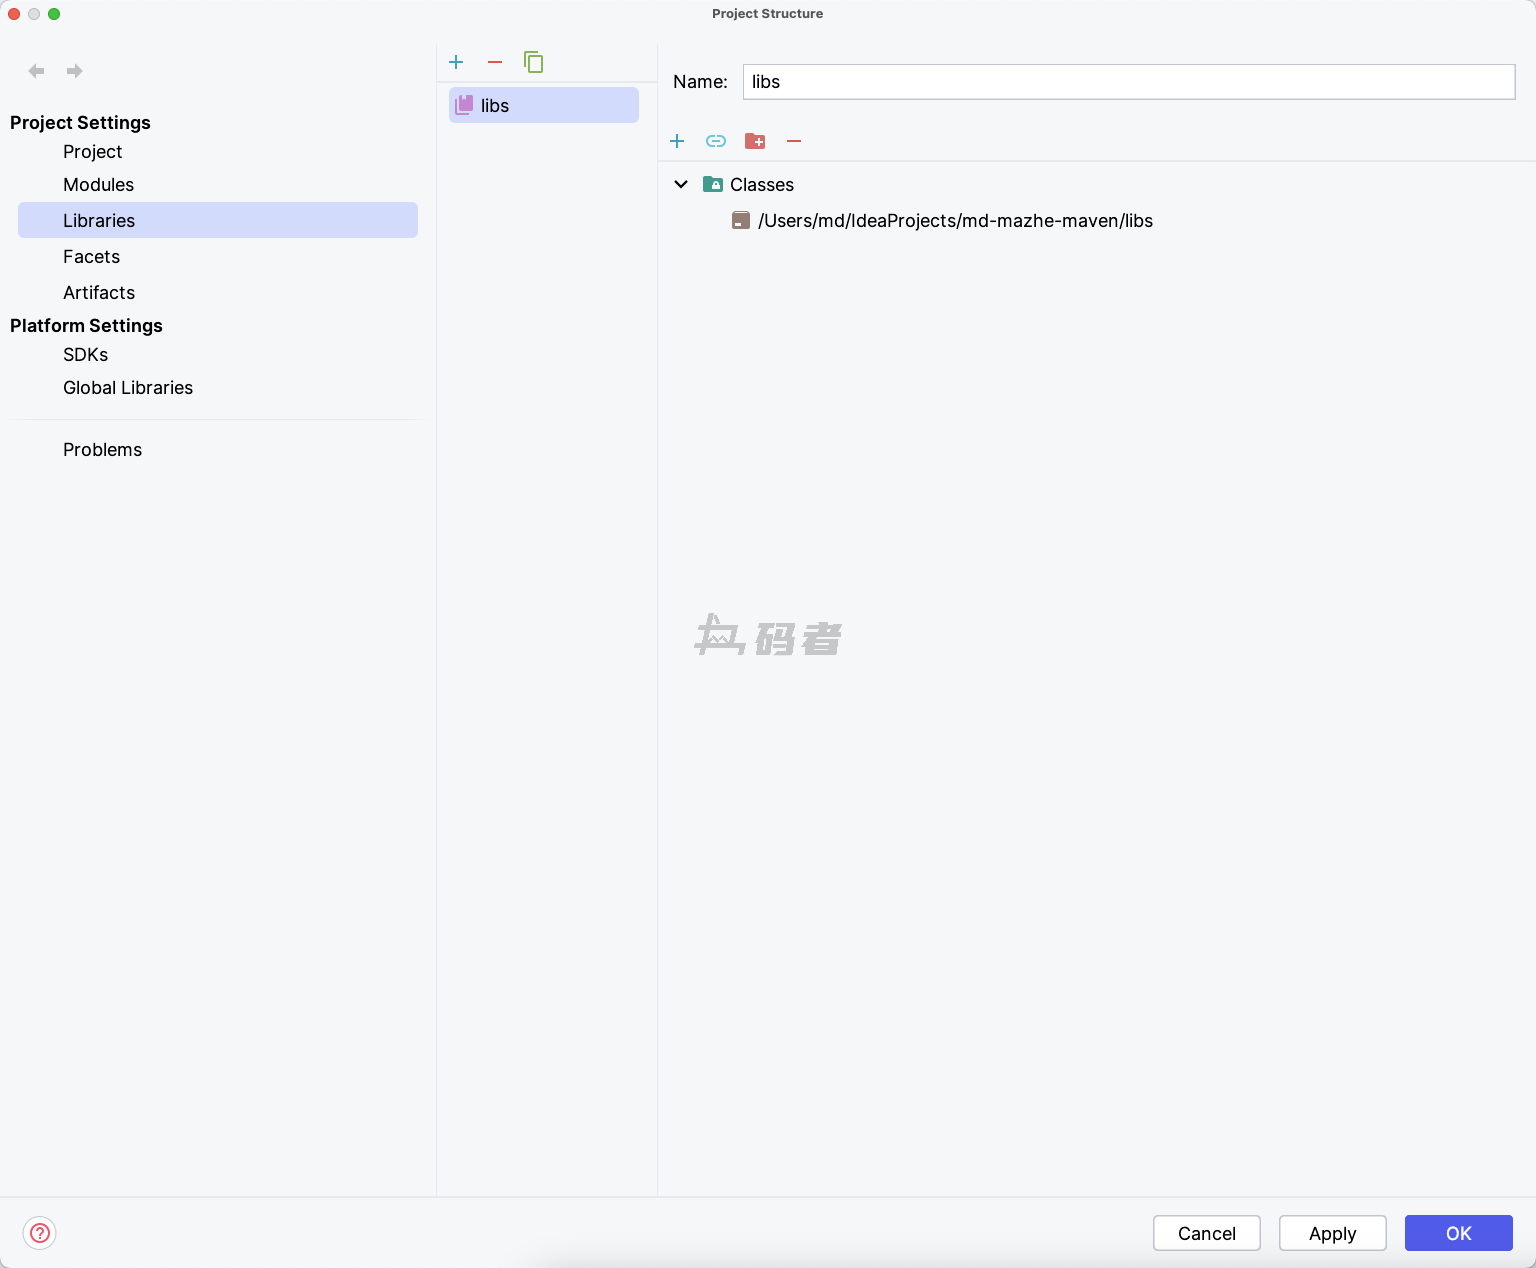 Project Structure
Project Settings
Project
Modules
Libraries
Facets
Artifacts
Platform Settings
SDKs
Global Libraries
Problems
libs
Name: libs
Classes
/Users/md/IdeaProjects/md-mazhe-maven/libs
码者
Cancel
Apply
OK